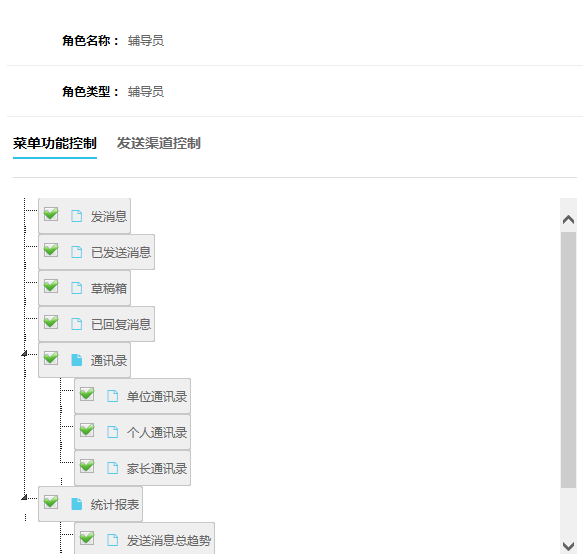 角色名称： 辅导员
角色类型： 辅导员
菜单功能控制 发送渠道控制
发消息
已发送消息
草稿箱
已回复消息
通讯录
单位通讯录
个人通讯录
家长通讯录
统计报表
发送消息总趋势